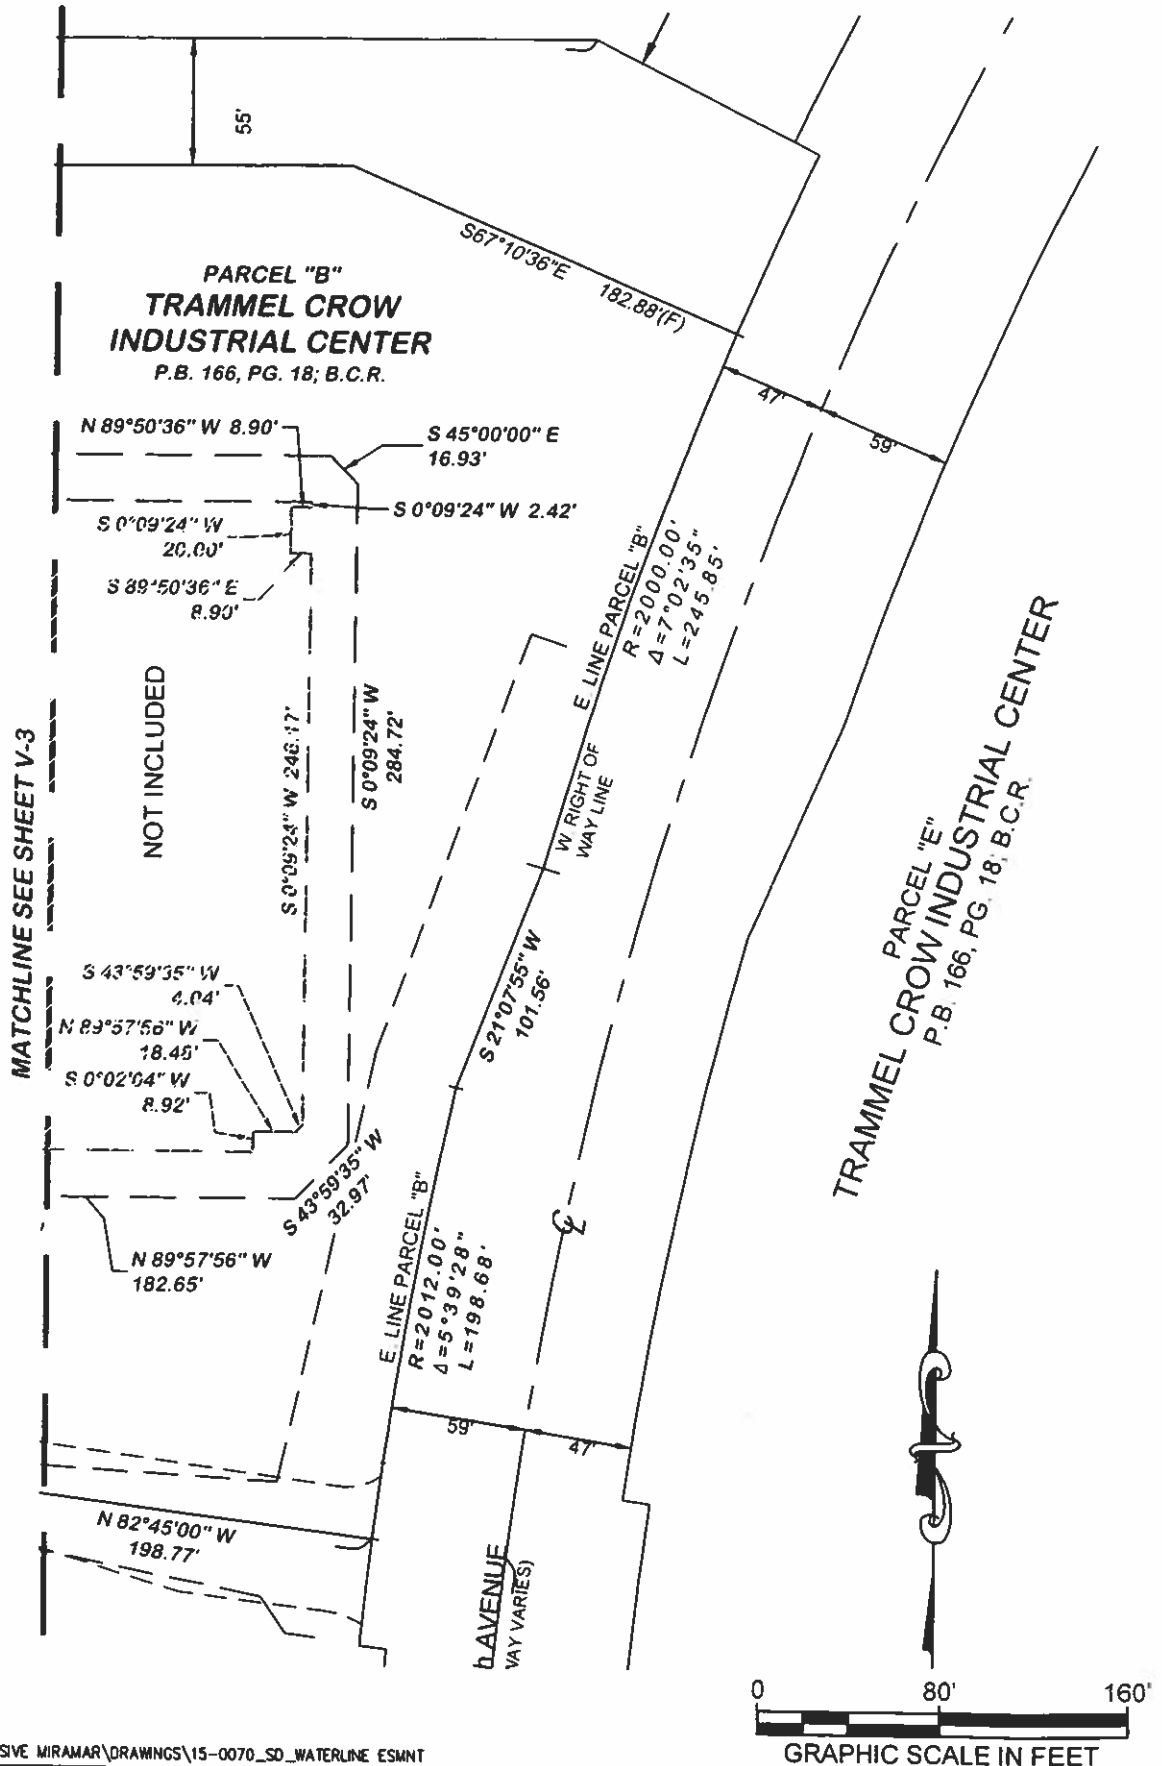 55'
S67°10'36"E
182.88'(F)
PARCEL "B"
TRAMMEL CROW
INDUSTRIAL CENTER
P.B. 166, PG. 18; B.C.R.
47'
59'
N 89°50'36" W 8.90'
S 45°00'00" E
16.93'
S 0°09'24" W 2.42'
S 0°09'24" W
20.00'
S 89°50'36" E
8.90'
E. LINE PARCEL "B"
R=2000.00'
Δ=7°02'35"
L=245.85'
NOT INCLUDED
S 0°09'24" W 246.17'
S 0°09'24" W
284.72'
MATCHLINE SEE SHEET V-3
W. RIGHT OF
WAY LINE
PARCEL "E"
TRAMMEL CROW INDUSTRIAL CENTER
P.B. 166, PG. 18; B.C.R.
S 21°07'55" W
101.56'
S 43°59'35" W
4.04'
N 89°57'56" W
S 0°02'04" W
8.92'
S 43°59'35" W
32.97'
N 89°57'56" W
182.65'
E. LINE PARCEL "B"
R=2012.00'
Δ=5°39'28"
L=198.68'
59'
47'
N 82°45'00" W
198.77'
h AVENUE
VAY VARIES)
0 80' 160'
GRAPHIC SCALE IN FEET
SIVE MIRAMAR\DRAWINGS\15-0070_SD_WATERLINE ESMNT